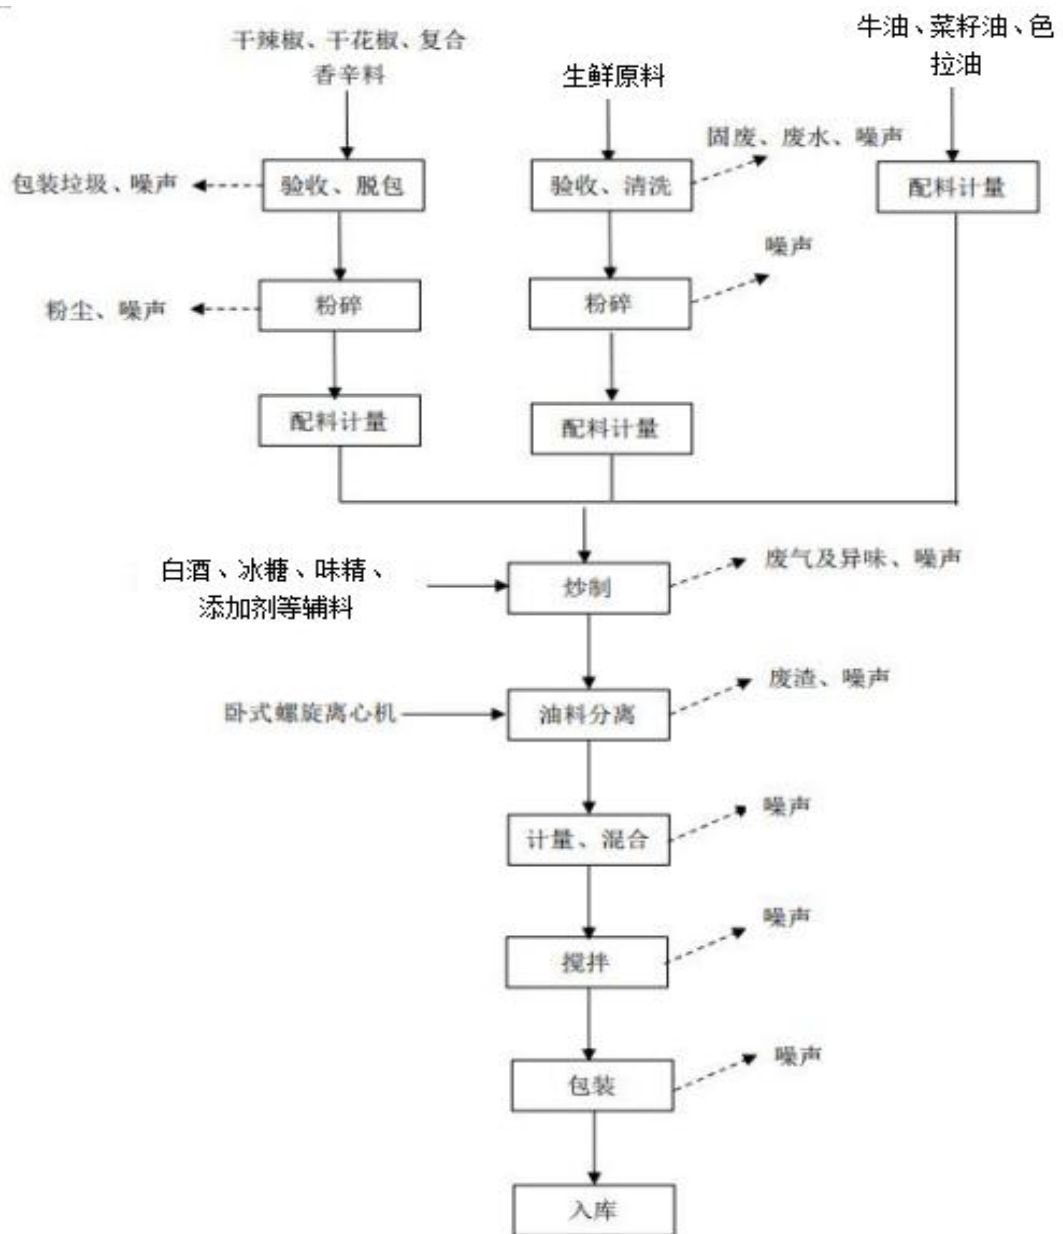 干辣椒、干花椒、复合
香辛料
生鲜原料
牛油、菜籽油、色
拉油
包装垃圾、噪声
验收、脱包
验收、清洗
固废、废水、噪声
配料计量
粉尘、噪声
粉碎
粉碎
噪声
配料计量
配料计量
白酒、冰糖、味精、
添加剂等辅料
炒制
废气及异味、噪声
卧式螺旋离心机
油料分离
废渣、噪声
计量、混合
噪声
搅拌
噪声
包装
噪声
入库